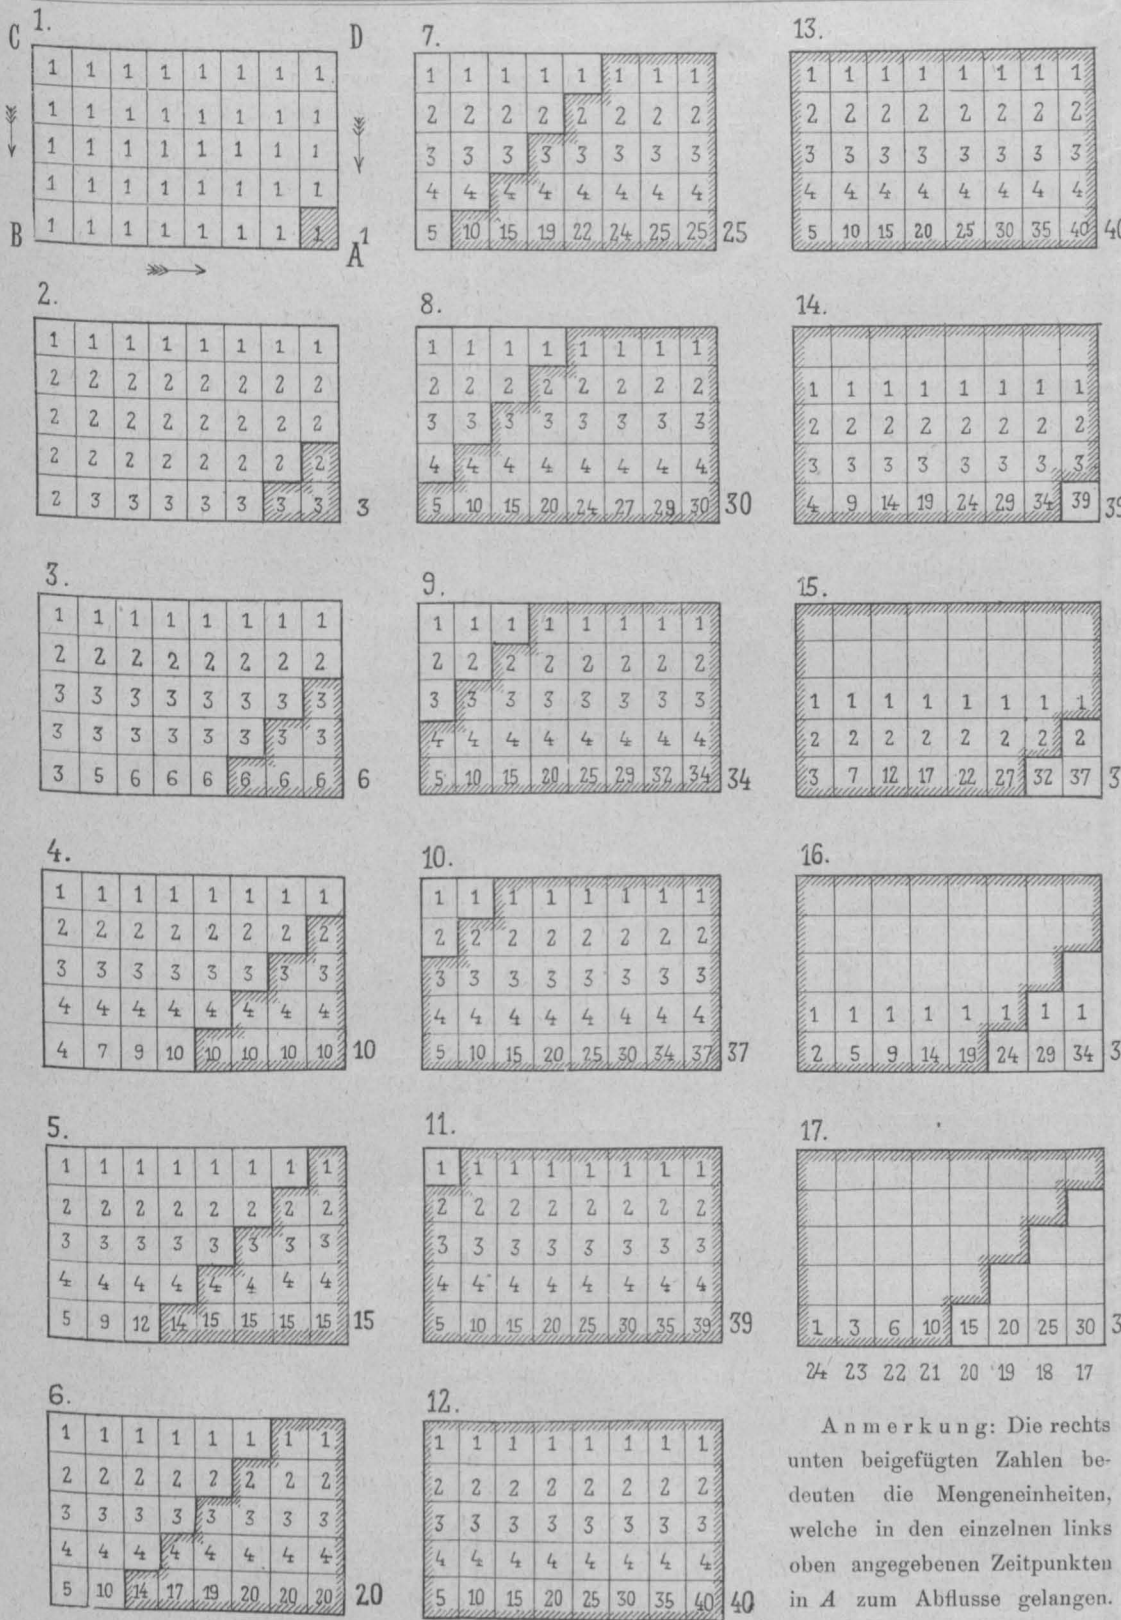 1.
C D
1 1 1 1 1 1 1 1
1 1 1 1 1 1 1 1
1 1 1 1 1 1 1 1
1 1 1 1 1 1 1 1
B 1 1 1 1 1 1 1 1 1
A
2.
1 1 1 1 1 1 1 1
2 2 2 2 2 2 2 2
2 2 2 2 2 2 2 2
2 2 2 2 2 2 2 2
2 3 3 3 3 3 3 3 3
3.
1 1 1 1 1 1 1 1
2 2 2 2 2 2 2 2
3 3 3 3 3 3 3 3
3 3 3 3 3 3 3 3
3 5 6 6 6 6 6 6 6
4.
1 1 1 1 1 1 1 1
2 2 2 2 2 2 2 2
3 3 3 3 3 3 3 3
4 4 4 4 4 4 4 4
4 7 9 10 10 10 10 10 10
5.
1 1 1 1 1 1 1 1
2 2 2 2 2 2 2 2
3 3 3 3 3 3 3 3
4 4 4 4 4 4 4 4
5 9 12 14 15 15 15 15 15
6.
1 1 1 1 1 1 1 1
2 2 2 2 2 2 2 2
3 3 3 3 3 3 3 3
4 4 4 4 4 4 4 4
5 10 14 17 19 20 20 20 20
7.
1 1 1 1 1 1 1 1
2 2 2 2 2 2 2 2
3 3 3 3 3 3 3 3
4 4 4 4 4 4 4 4
5 10 15 19 22 24 25 25 25
8.
1 1 1 1 1 1 1 1
2 2 2 2 2 2 2 2
3 3 3 3 3 3 3 3
4 4 4 4 4 4 4 4
5 10 15 20 24 27 29 30 30
9.
1 1 1 1 1 1 1 1
2 2 2 2 2 2 2 2
3 3 3 3 3 3 3 3
4 4 4 4 4 4 4 4
5 10 15 20 25 29 32 34 34
10.
1 1 1 1 1 1 1 1
2 2 2 2 2 2 2 2
3 3 3 3 3 3 3 3
4 4 4 4 4 4 4 4
5 10 15 20 25 30 34 37 37
11.
1 1 1 1 1 1 1 1
2 2 2 2 2 2 2 2
3 3 3 3 3 3 3 3
4 4 4 4 4 4 4 4
5 10 15 20 25 30 35 39 39
12.
1 1 1 1 1 1 1 1
2 2 2 2 2 2 2 2
3 3 3 3 3 3 3 3
4 4 4 4 4 4 4 4
5 10 15 20 25 30 35 40 40
13.
1 1 1 1 1 1 1 1
2 2 2 2 2 2 2 2
3 3 3 3 3 3 3 3
4 4 4 4 4 4 4 4
5 10 15 20 25 30 35 40 40
14.
1 1 1 1 1 1 1 1
2 2 2 2 2 2 2 2
3 3 3 3 3 3 3 3
4 9 14 19 24 29 34 39 39
15.
1 1 1 1 1 1 1 1
2 2 2 2 2 2 2 2
3 7 12 17 22 27 32 37 3
16.
1 1 1 1 1 1 1 1
2 5 9 14 19 24 29 34 3
17.
1 3 6 10 15 20 25 30 3
24 23 22 21 20 19 18 17
Anmerkung: Die rechts
unten beigefügten Zahlen be-
deuten die Mengeneinheiten,
welche in den einzelnen links
oben angegebenen Zeitpunkten
in A zum Abflusse gelangen.